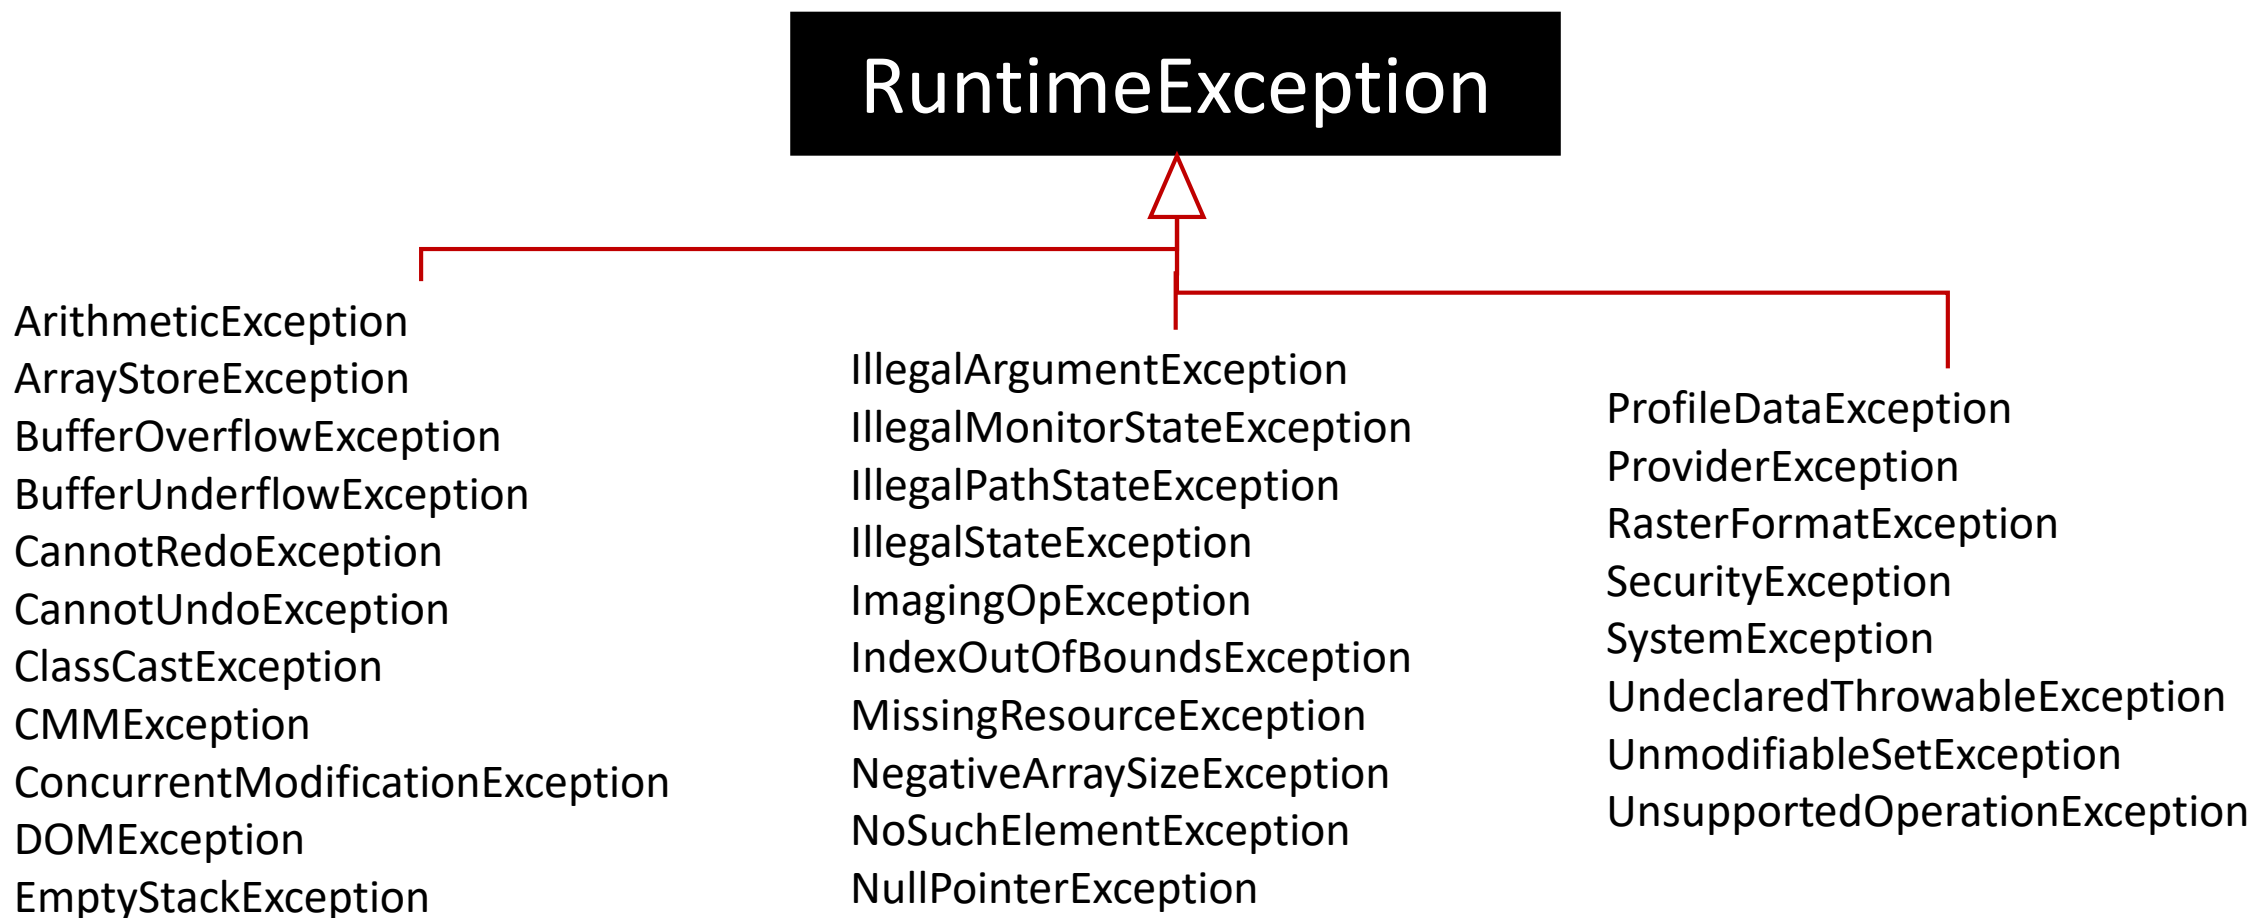 RuntimeException
ArithmeticException
ArrayStoreException
BufferOverflowException
BufferUnderflowException
CannotRedoException
CannotUndoException
ClassCastException
CMMException
ConcurrentModificationException
DOMException
EmptyStackException
IllegalArgumentException
IllegalMonitorStateException
IllegalPathStateException
IllegalStateException
ImagingOpException
IndexOutOfBoundsException
MissingResourceException
NegativeArraySizeException
NoSuchElementException
NullPointerException
ProfileDataException
ProviderException
RasterFormatException
SecurityException
SystemException
UndeclaredThrowableException
UnmodifiableSetException
UnsupportedOperationException